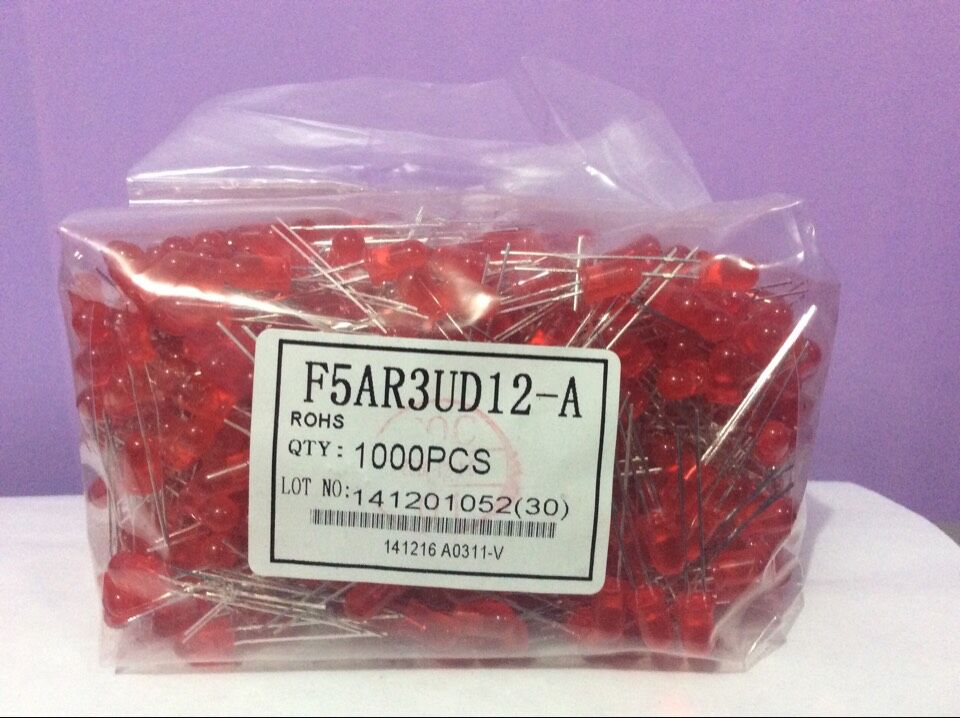 F5AR3UD12-A
ROHS
QTY: 1000PCS
LOT NO:141201052(30)
141216 A0311-V